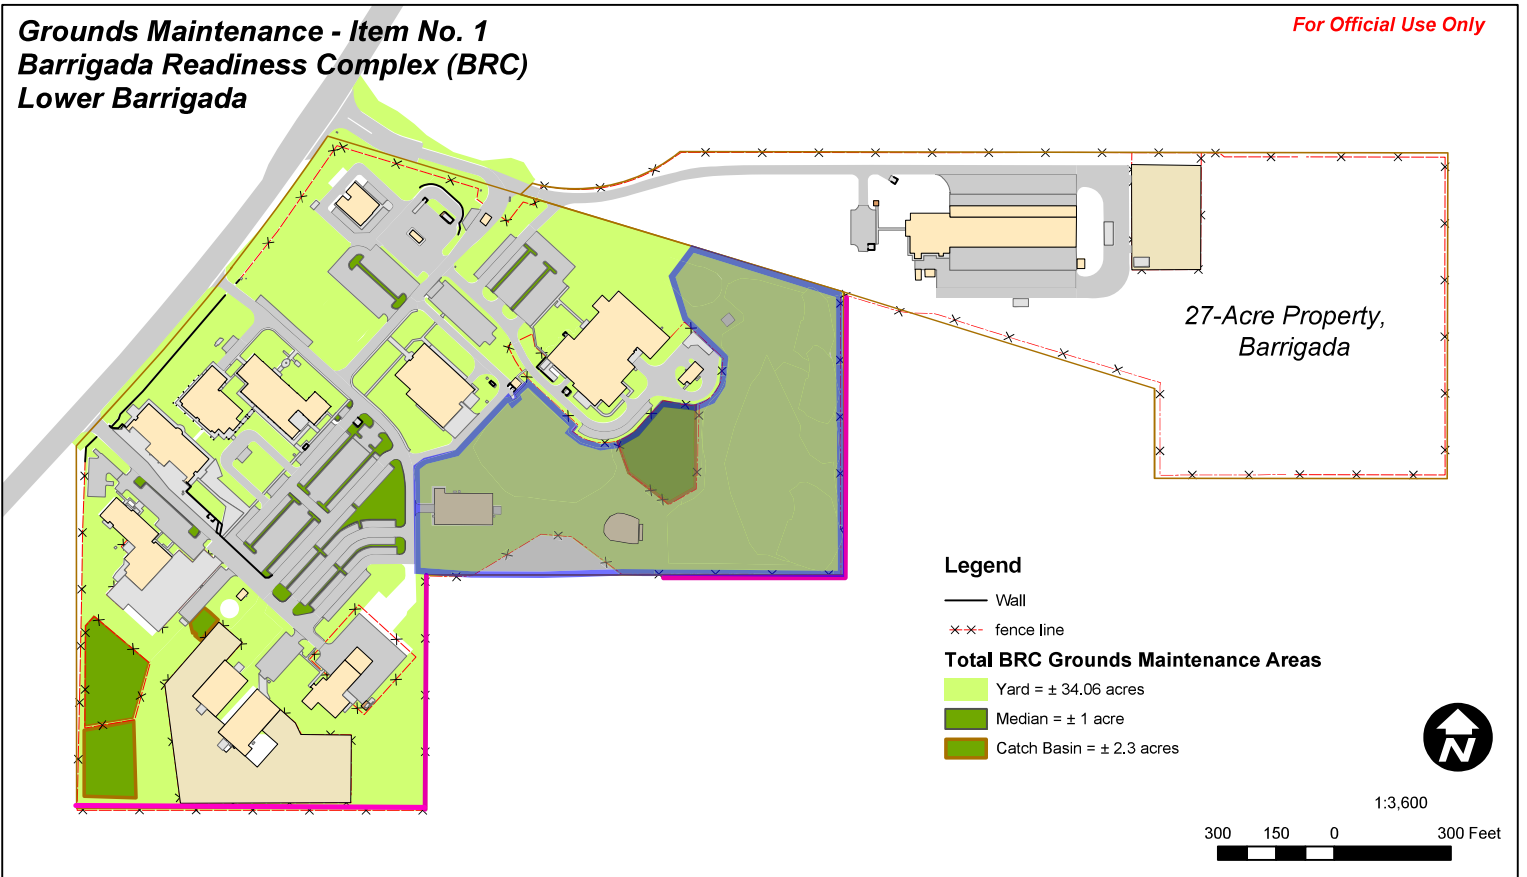 Grounds Maintenance - Item No. 1
Barrigada Readiness Complex (BRC)
Lower Barrigada
For Official Use Only
27-Acre Property,
Barrigada
Legend
Wall
fence line
Total BRC Grounds Maintenance Areas
Yard = ± 34.06 acres
Median = ± 1 acre
Catch Basin = ± 2.3 acres
N
1:3,600
300 150 0 300 Feet